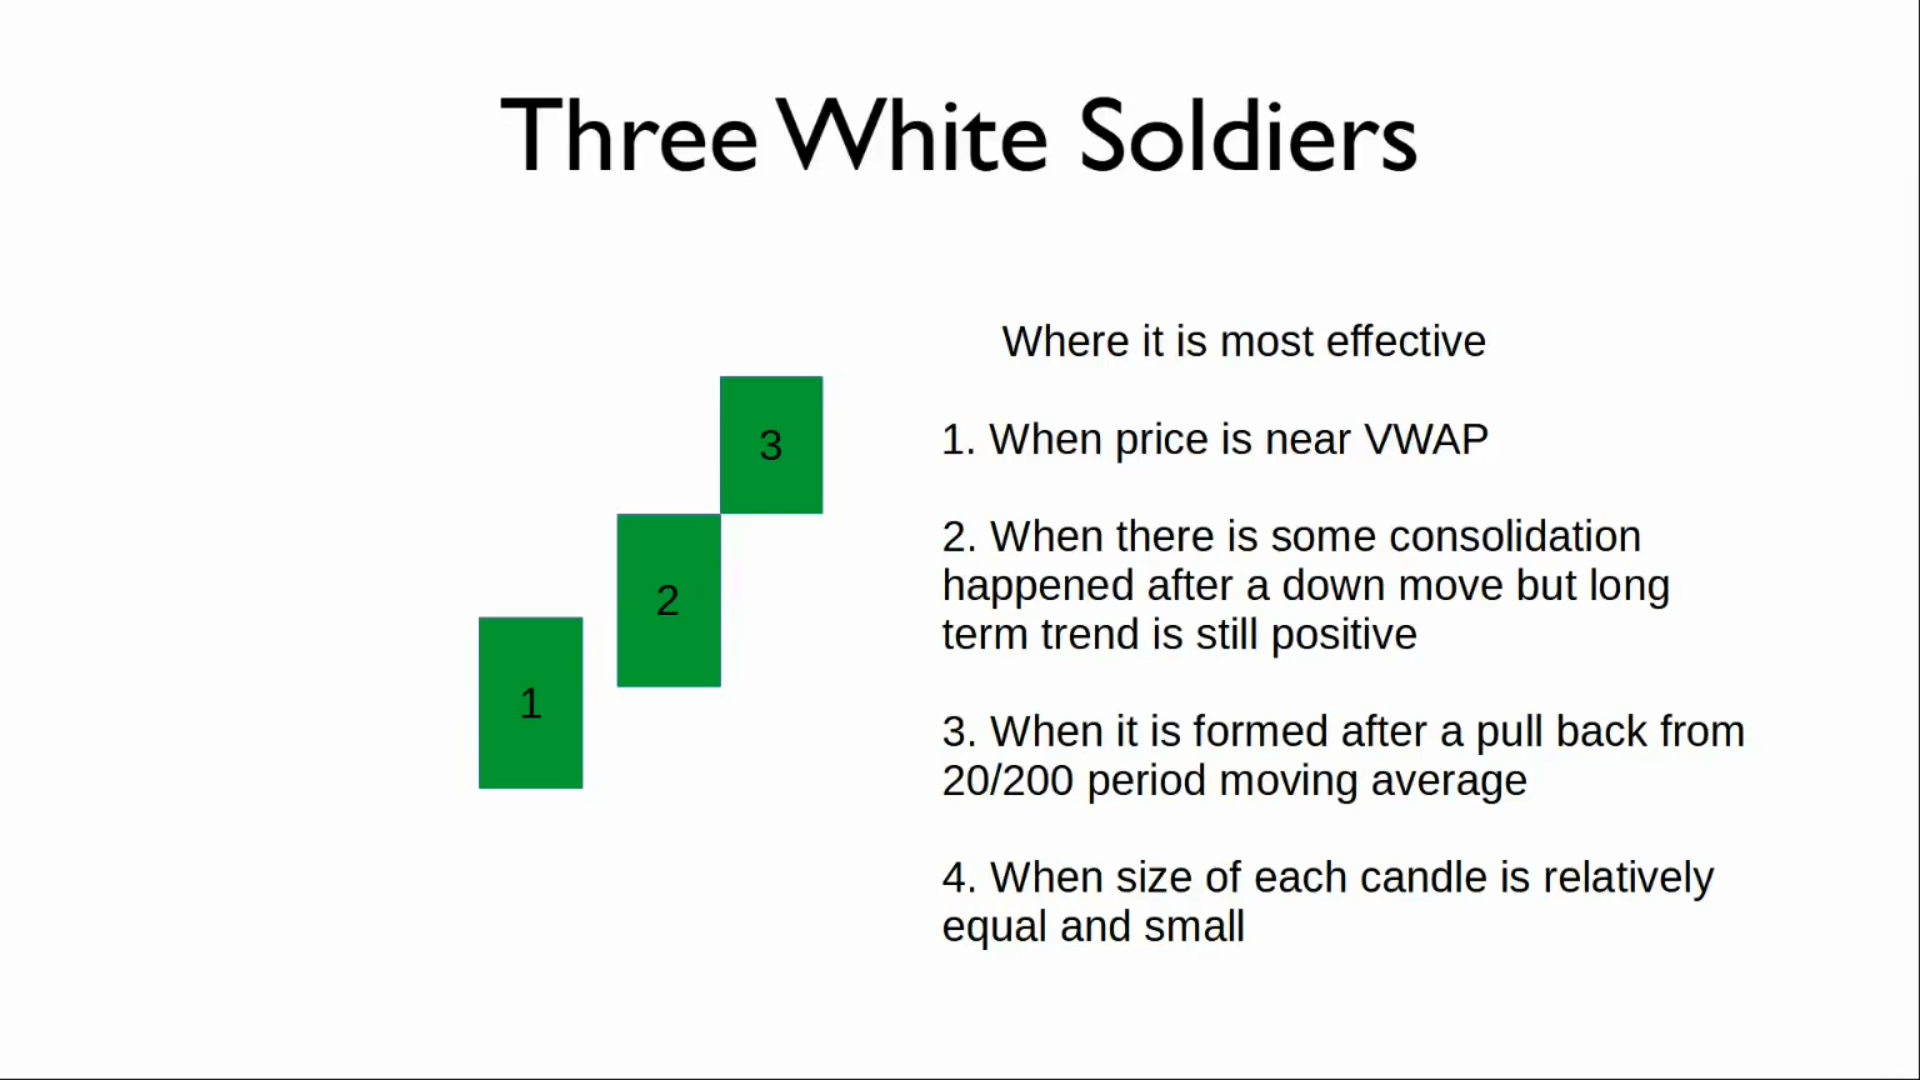 Three White Soldiers
Where it is most effective
1. When price is near VWAP
2. When there is some consolidation
happened after a down move but long
term trend is still positive
3. When it is formed after a pull back from
20/200 period moving average
4. When size of each candle is relatively
equal and small
3
2
1